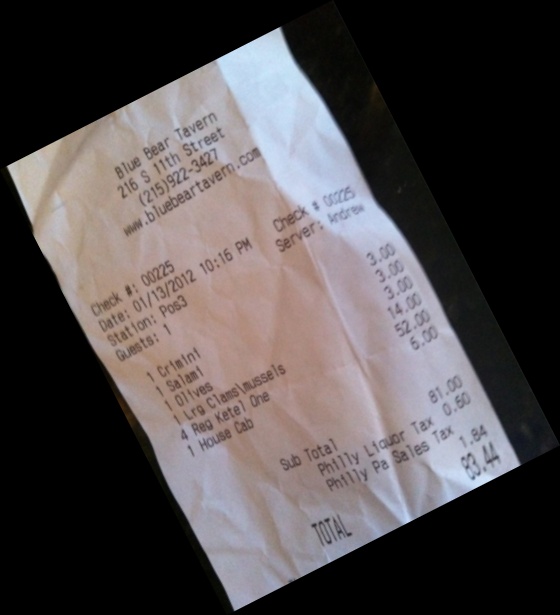 Blue Bear Tavern
216 S 11th Street
(215)922-3427
www.bluebeartavern.com
Check #: 00225 Check # 00225
Date: 01/13/2012 10:16 PM Server: Andrew
Station: Pos3
Guests: 1
1 Crimini 3.00
1 Salami 3.00
1 Olives 3.00
1 Lrg Clams\mussels 14.00
4 Reg Ketel One 52.00
1 House Cab 6.00
Sub Total 81.00
Philly Liquor Tax 0.60
Philly Pa Sales Tax 1.84
TOTAL 83.44